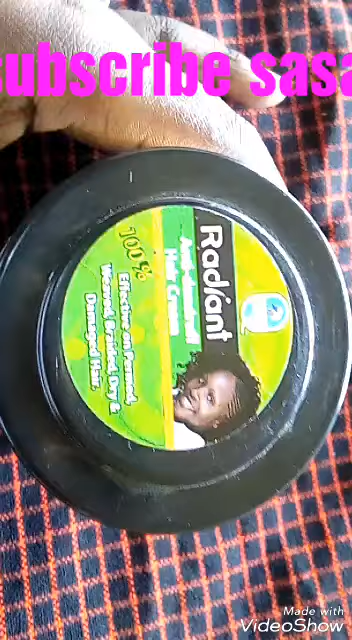 subscribe sasa
Radiant
Anti-dandruff
Hair Cream
100%
Effective on Permed,
Weaved, Braided, Dry &
Damaged Hair.
Made with
VideoShow